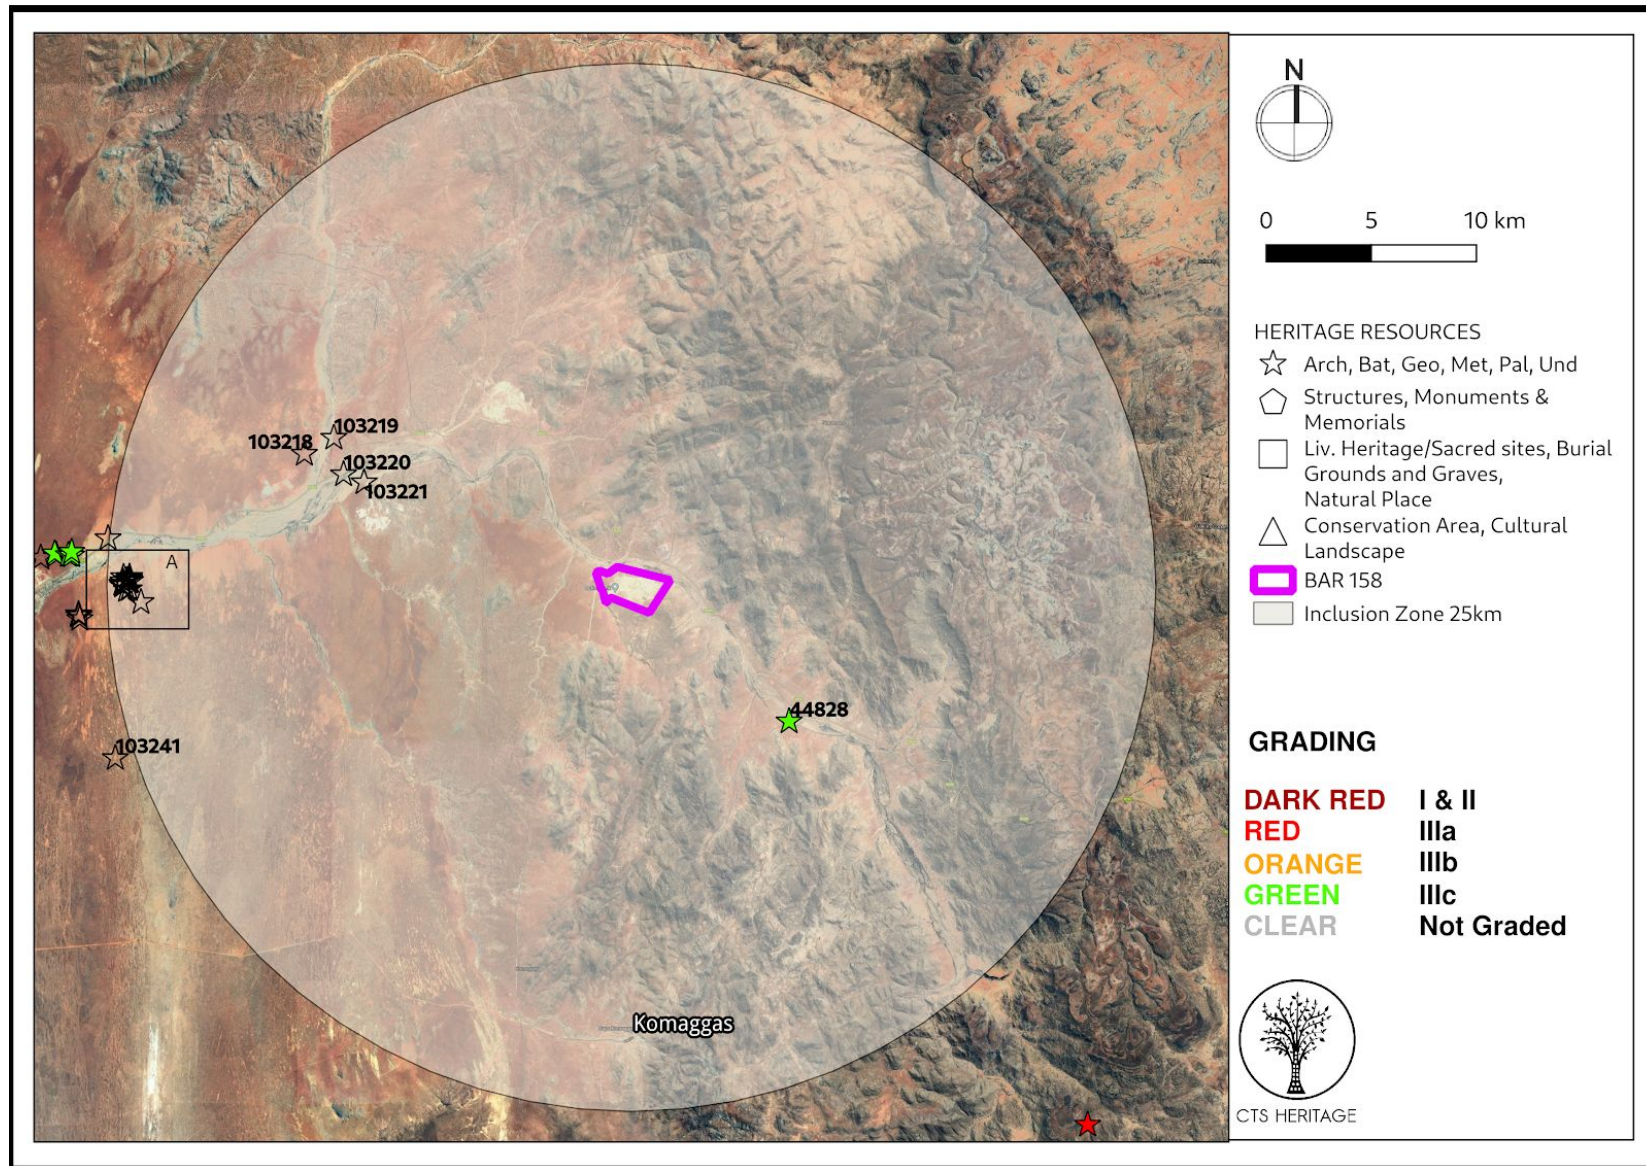 103219
103218
103220
103221
A
44828
103241
Komaggas
N
0 5 10 km
HERITAGE RESOURCES
Arch, Bat, Geo, Met, Pal, Und
Structures, Monuments &
Memorials
Liv. Heritage/Sacred sites, Burial
Grounds and Graves,
Natural Place
Conservation Area, Cultural
Landscape
BAR 158
Inclusion Zone 25km
GRADING
DARK RED I & II
RED IIIa
ORANGE IIIb
GREEN IIIc
CLEAR Not Graded
CTS HERITAGE